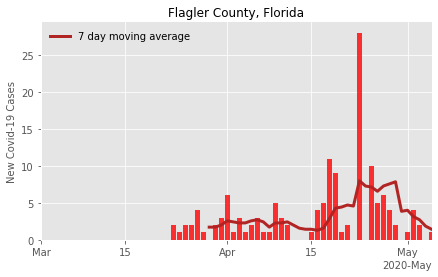 Flagler County, Florida
7 day moving average
New Covid-19 Cases
25
20
15
10
5
0
Mar 15 Apr 15 May
2020-May